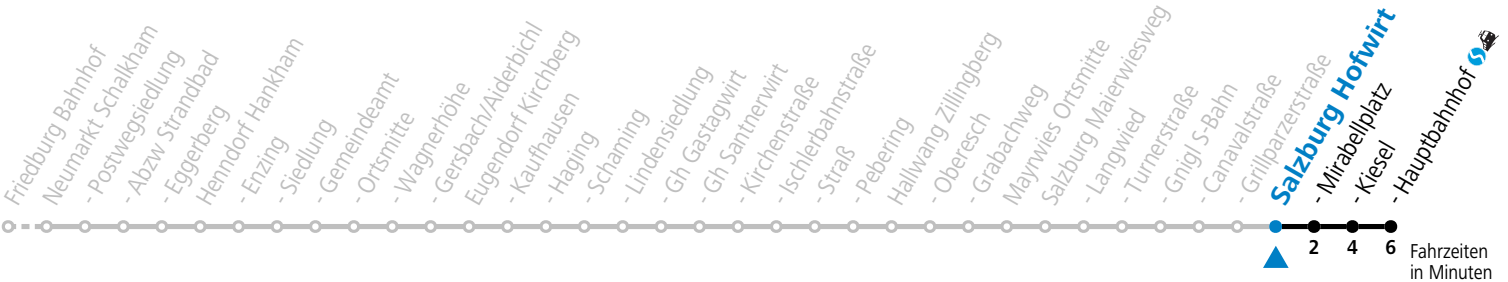 Friedburg Bahnhof
Neumarkt Schalkham
- Postwegsiedlung
- Abzw Strandbad
- Eggerberg
Henndorf Hankham
- Enzing
- Siedlung
- Gemeindeamt
- Ortsmitte
- Wagnerhöhe
- Gersbach/Aiderbichl
Eugendorf Kirchberg
- Kaufhausen
- Haging
Schaming
- Lindensiedlung
- Gh Gastagwirt
- Gh Santnerwirt
- Kirchenstraße
- Ischlerbahnstraße
- Straß
- Pebering
Hallwang Zillingberg
- Oberesch
- Grabachweg
Mayrwies Ortsmitte
Salzburg Maierwiesweg
- Langwied
- Turnerstraße
- Gnigl S-Bahn
- Canavalstraße
- Grillparzerstraße
Salzburg Hofwirt
- Mirabellplatz
- Kiesel
- Hauptbahnhof
2 4 6
Fahrzeiten
in Minuten